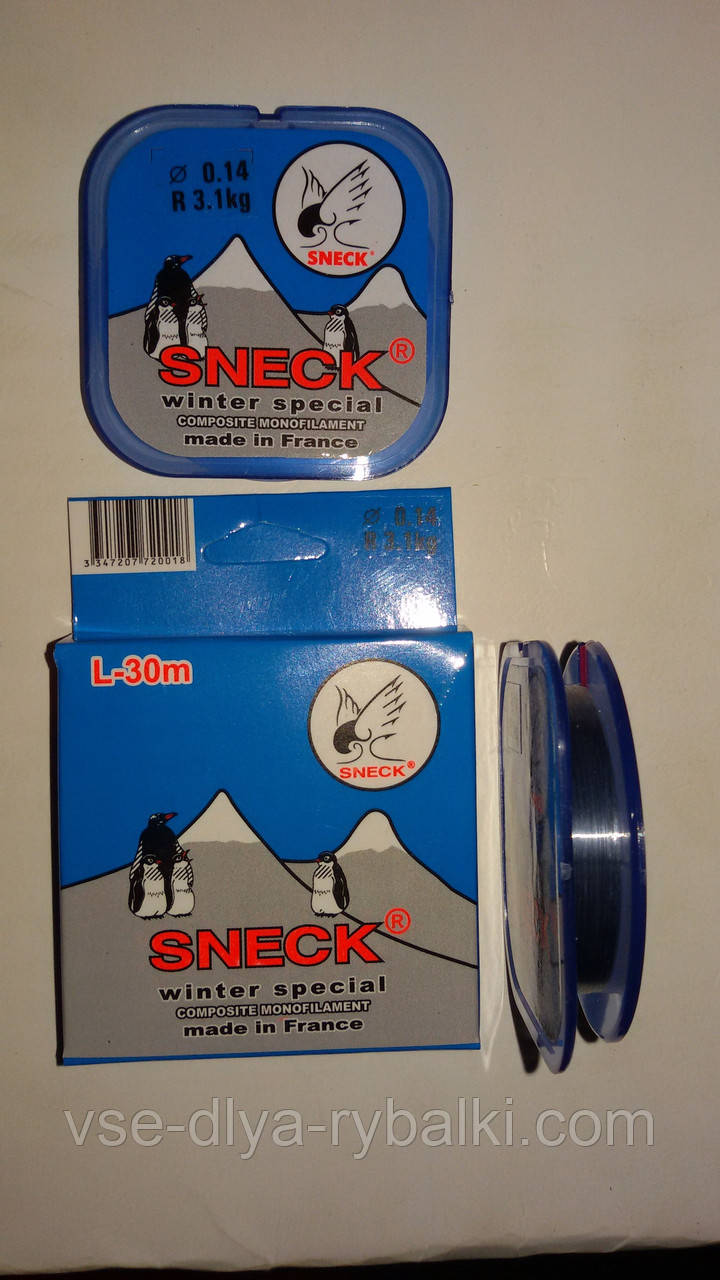 Ø 0.14
R 3.1kg
SNECK®
SNECK®
winter special
COMPOSITE MONOFILAMENT
made in France
3 347207 720018
Ø 0.14
R 3.1kg
L-30m
SNECK®
SNECK®
winter special
COMPOSITE MONOFILAMENT
made in France
vse-dlya-rybalki.com